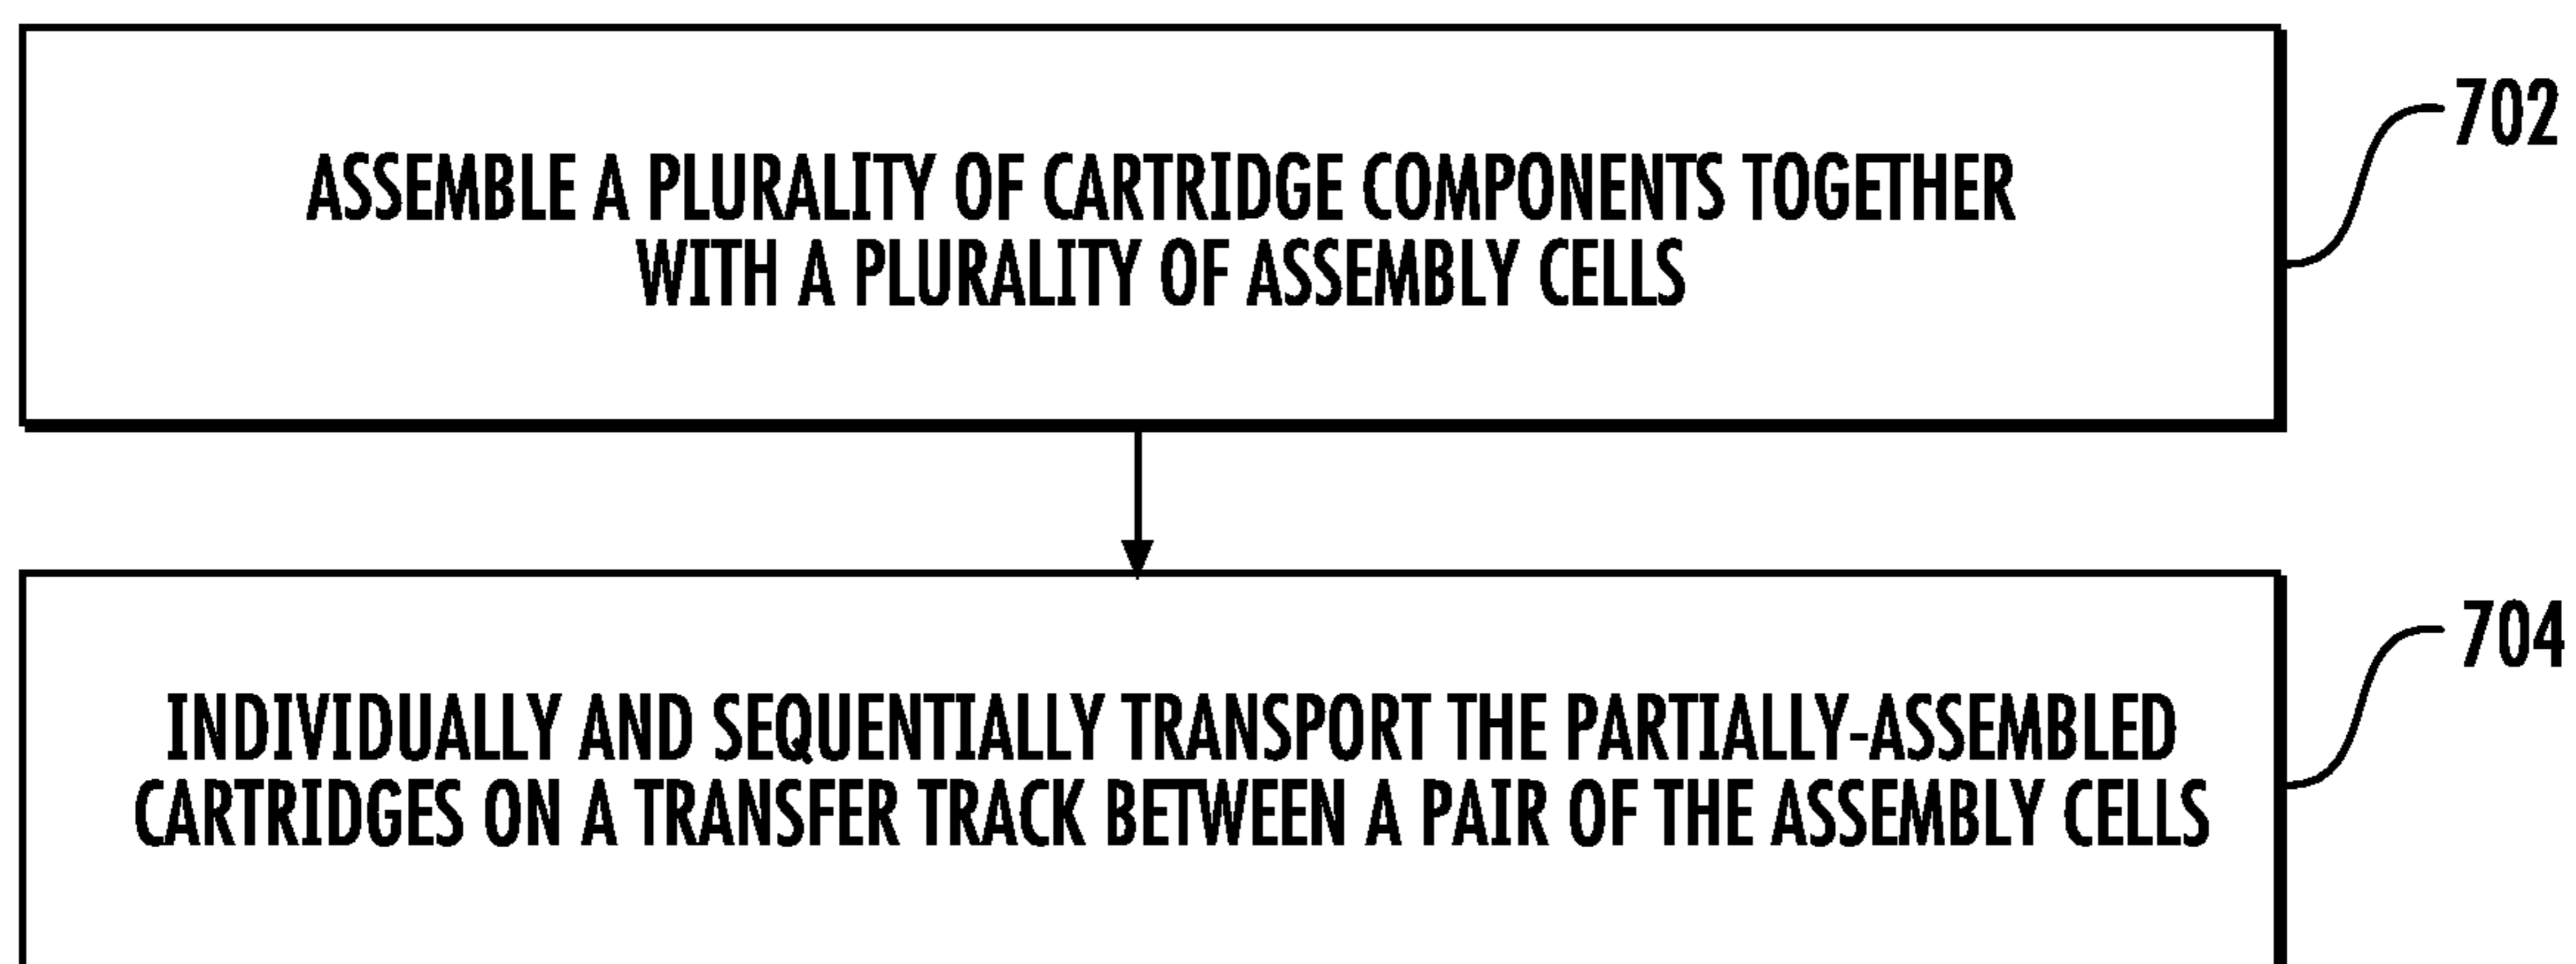 ASSEMBLE A PLURALITY OF CARTRIDGE COMPONENTS TOGETHER
WITH A PLURALITY OF ASSEMBLY CELLS
702
INDIVIDUALLY AND SEQUENTIALLY TRANSPORT THE PARTIALLY-ASSEMBLED
CARTRIDGES ON A TRANSFER TRACK BETWEEN A PAIR OF THE ASSEMBLY CELLS
704